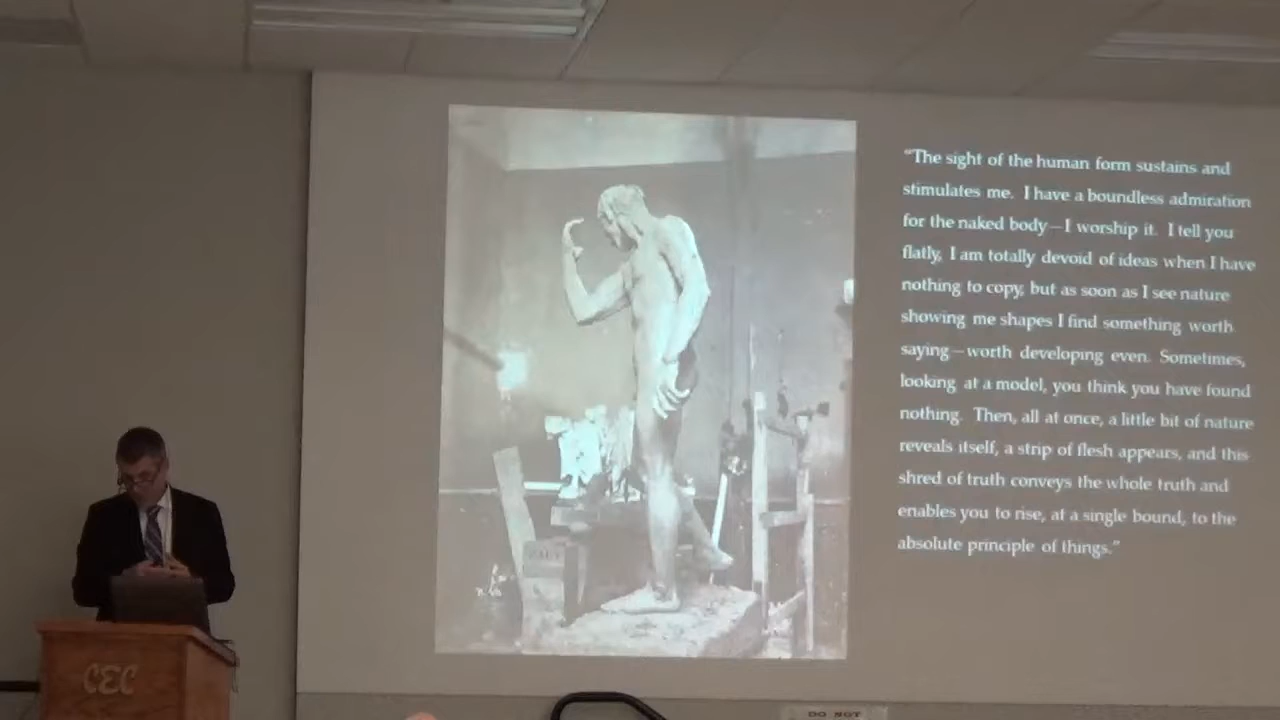 “The sight of the human form sustains and
stimulates me. I have a boundless admiration
for the naked body—I worship it. I tell you
flatly, I am totally devoid of ideas when I have
nothing to copy, but as soon as I see nature
showing me shapes I find something worth
saying—worth developing even. Sometimes,
looking at a model, you think you have found
nothing. Then, all at once, a little bit of nature
reveals itself, a strip of flesh appears, and this
shred of truth conveys the whole truth and
enables you to rise, at a single bound, to the
absolute principle of things.”
CEC
DO NOT